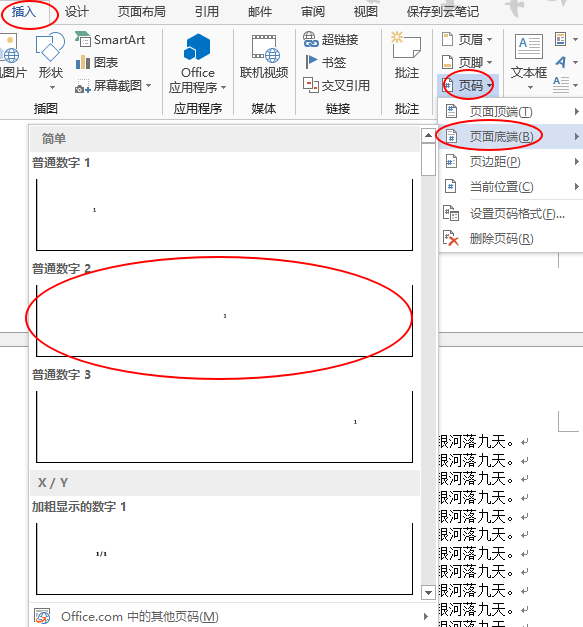 插入 设计 页面布局 引用 邮件 审阅 视图 保存到云笔记
SmartArt 超链接 页眉
图表 书签 页脚
机图片 形状 屏幕截图 Office 应用程序 联机视频 交叉引用 批注 页码 文本框
插图 应用程序 媒体 链接 批注
页面顶端(T)
页面底端(B)
页边距(P)
当前位置(C)
设置页码格式(F)...
删除页码(R)
简单
普通数字 1
1
普通数字 2
1
普通数字 3
1
X / Y
加粗显示的数字 1
1/1
Office.com 中的其他页码(M)
银河落九天。
银河落九天。
银河落九天。
银河落九天。
银河落九天。
银河落九天。
银河落九天。
银河落九天。
银河落九天。
银河落九天。